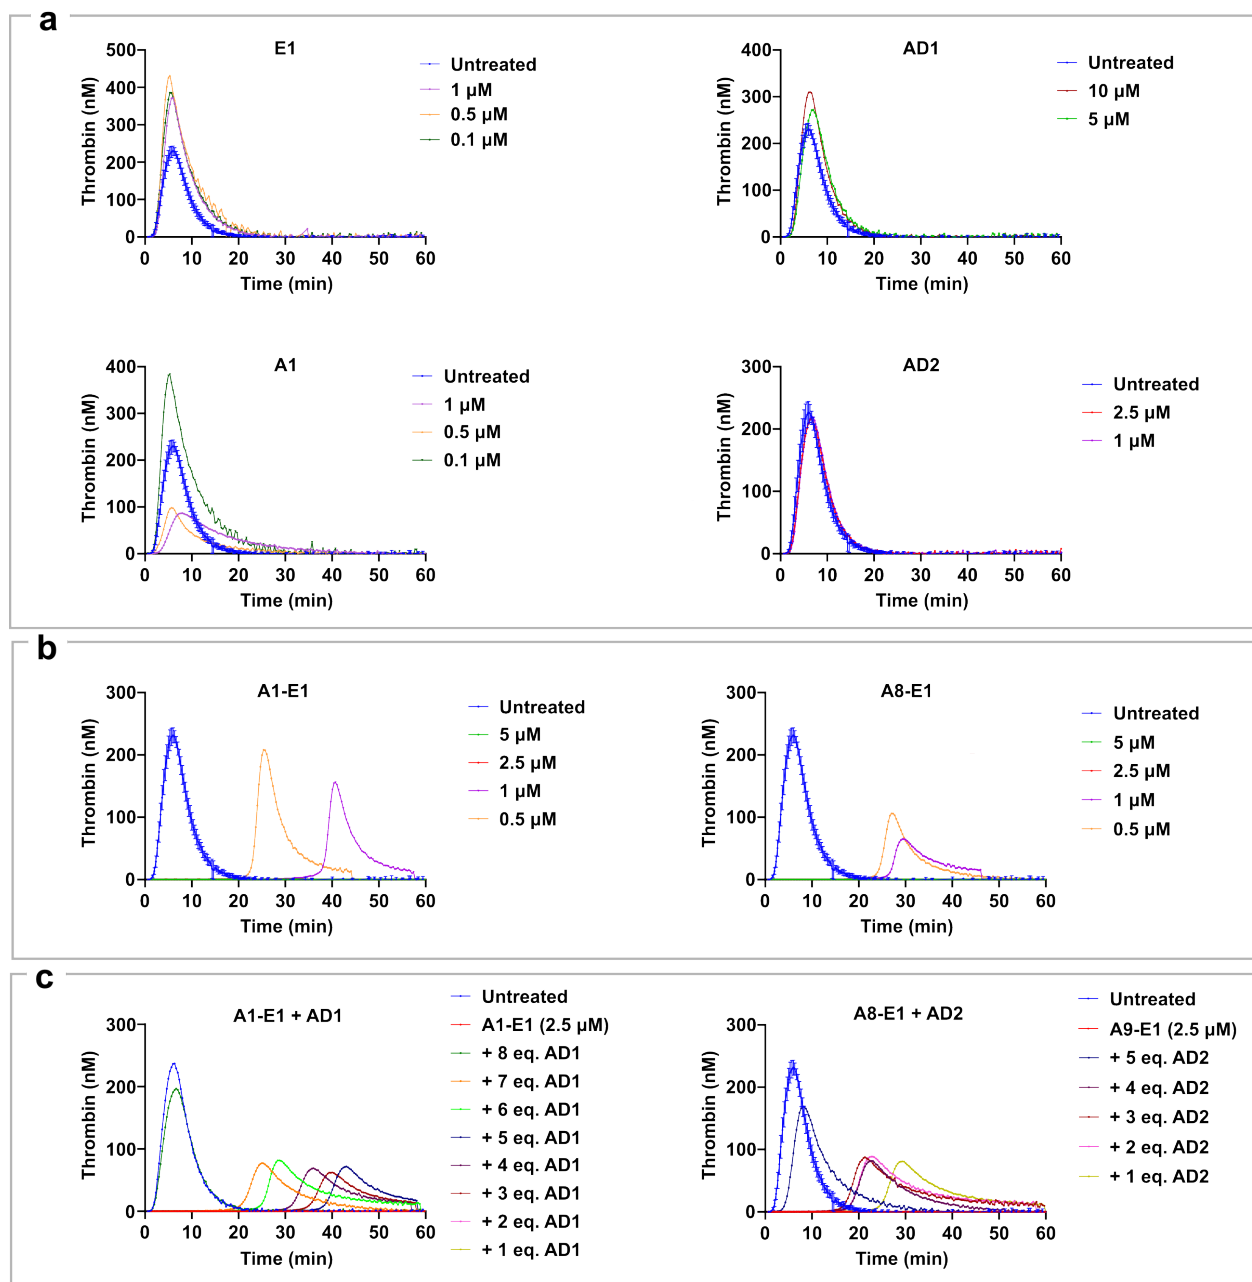 a
E1
500
400
300
200
100
0
Thrombin (nM)
0 10 20 30 40 50 60
Time (min)
Untreated
1 µM
0.5 µM
0.1 µM
AD1
400
300
200
100
0
Thrombin (nM)
0 10 20 30 40 50 60
Time (min)
Untreated
10 µM
5 µM
A1
400
300
200
100
0
Thrombin (nM)
0 10 20 30 40 50 60
Time (min)
Untreated
1 µM
0.5 µM
0.1 µM
AD2
300
200
100
0
Thrombin (nM)
0 10 20 30 40 50 60
Time (min)
Untreated
2.5 µM
1 µM
b
A1-E1
300
200
100
0
Thrombin (nM)
0 10 20 30 40 50 60
Time (min)
Untreated
5 µM
2.5 µM
1 µM
0.5 µM
A8-E1
300
200
100
0
Thrombin (nM)
0 10 20 30 40 50 60
Time (min)
Untreated
5 µM
2.5 µM
1 µM
0.5 µM
c
A1-E1 + AD1
300
200
100
0
Thrombin (nM)
0 10 20 30 40 50 60
Time (min)
Untreated
A1-E1 (2.5 µM)
+ 8 eq. AD1
+ 7 eq. AD1
+ 6 eq. AD1
+ 5 eq. AD1
+ 4 eq. AD1
+ 3 eq. AD1
+ 2 eq. AD1
+ 1 eq. AD1
A8-E1 + AD2
300
200
100
0
Thrombin (nM)
0 10 20 30 40 50 60
Time (min)
Untreated
A9-E1 (2.5 µM)
+ 5 eq. AD2
+ 4 eq. AD2
+ 3 eq. AD2
+ 2 eq. AD2
+ 1 eq. AD2